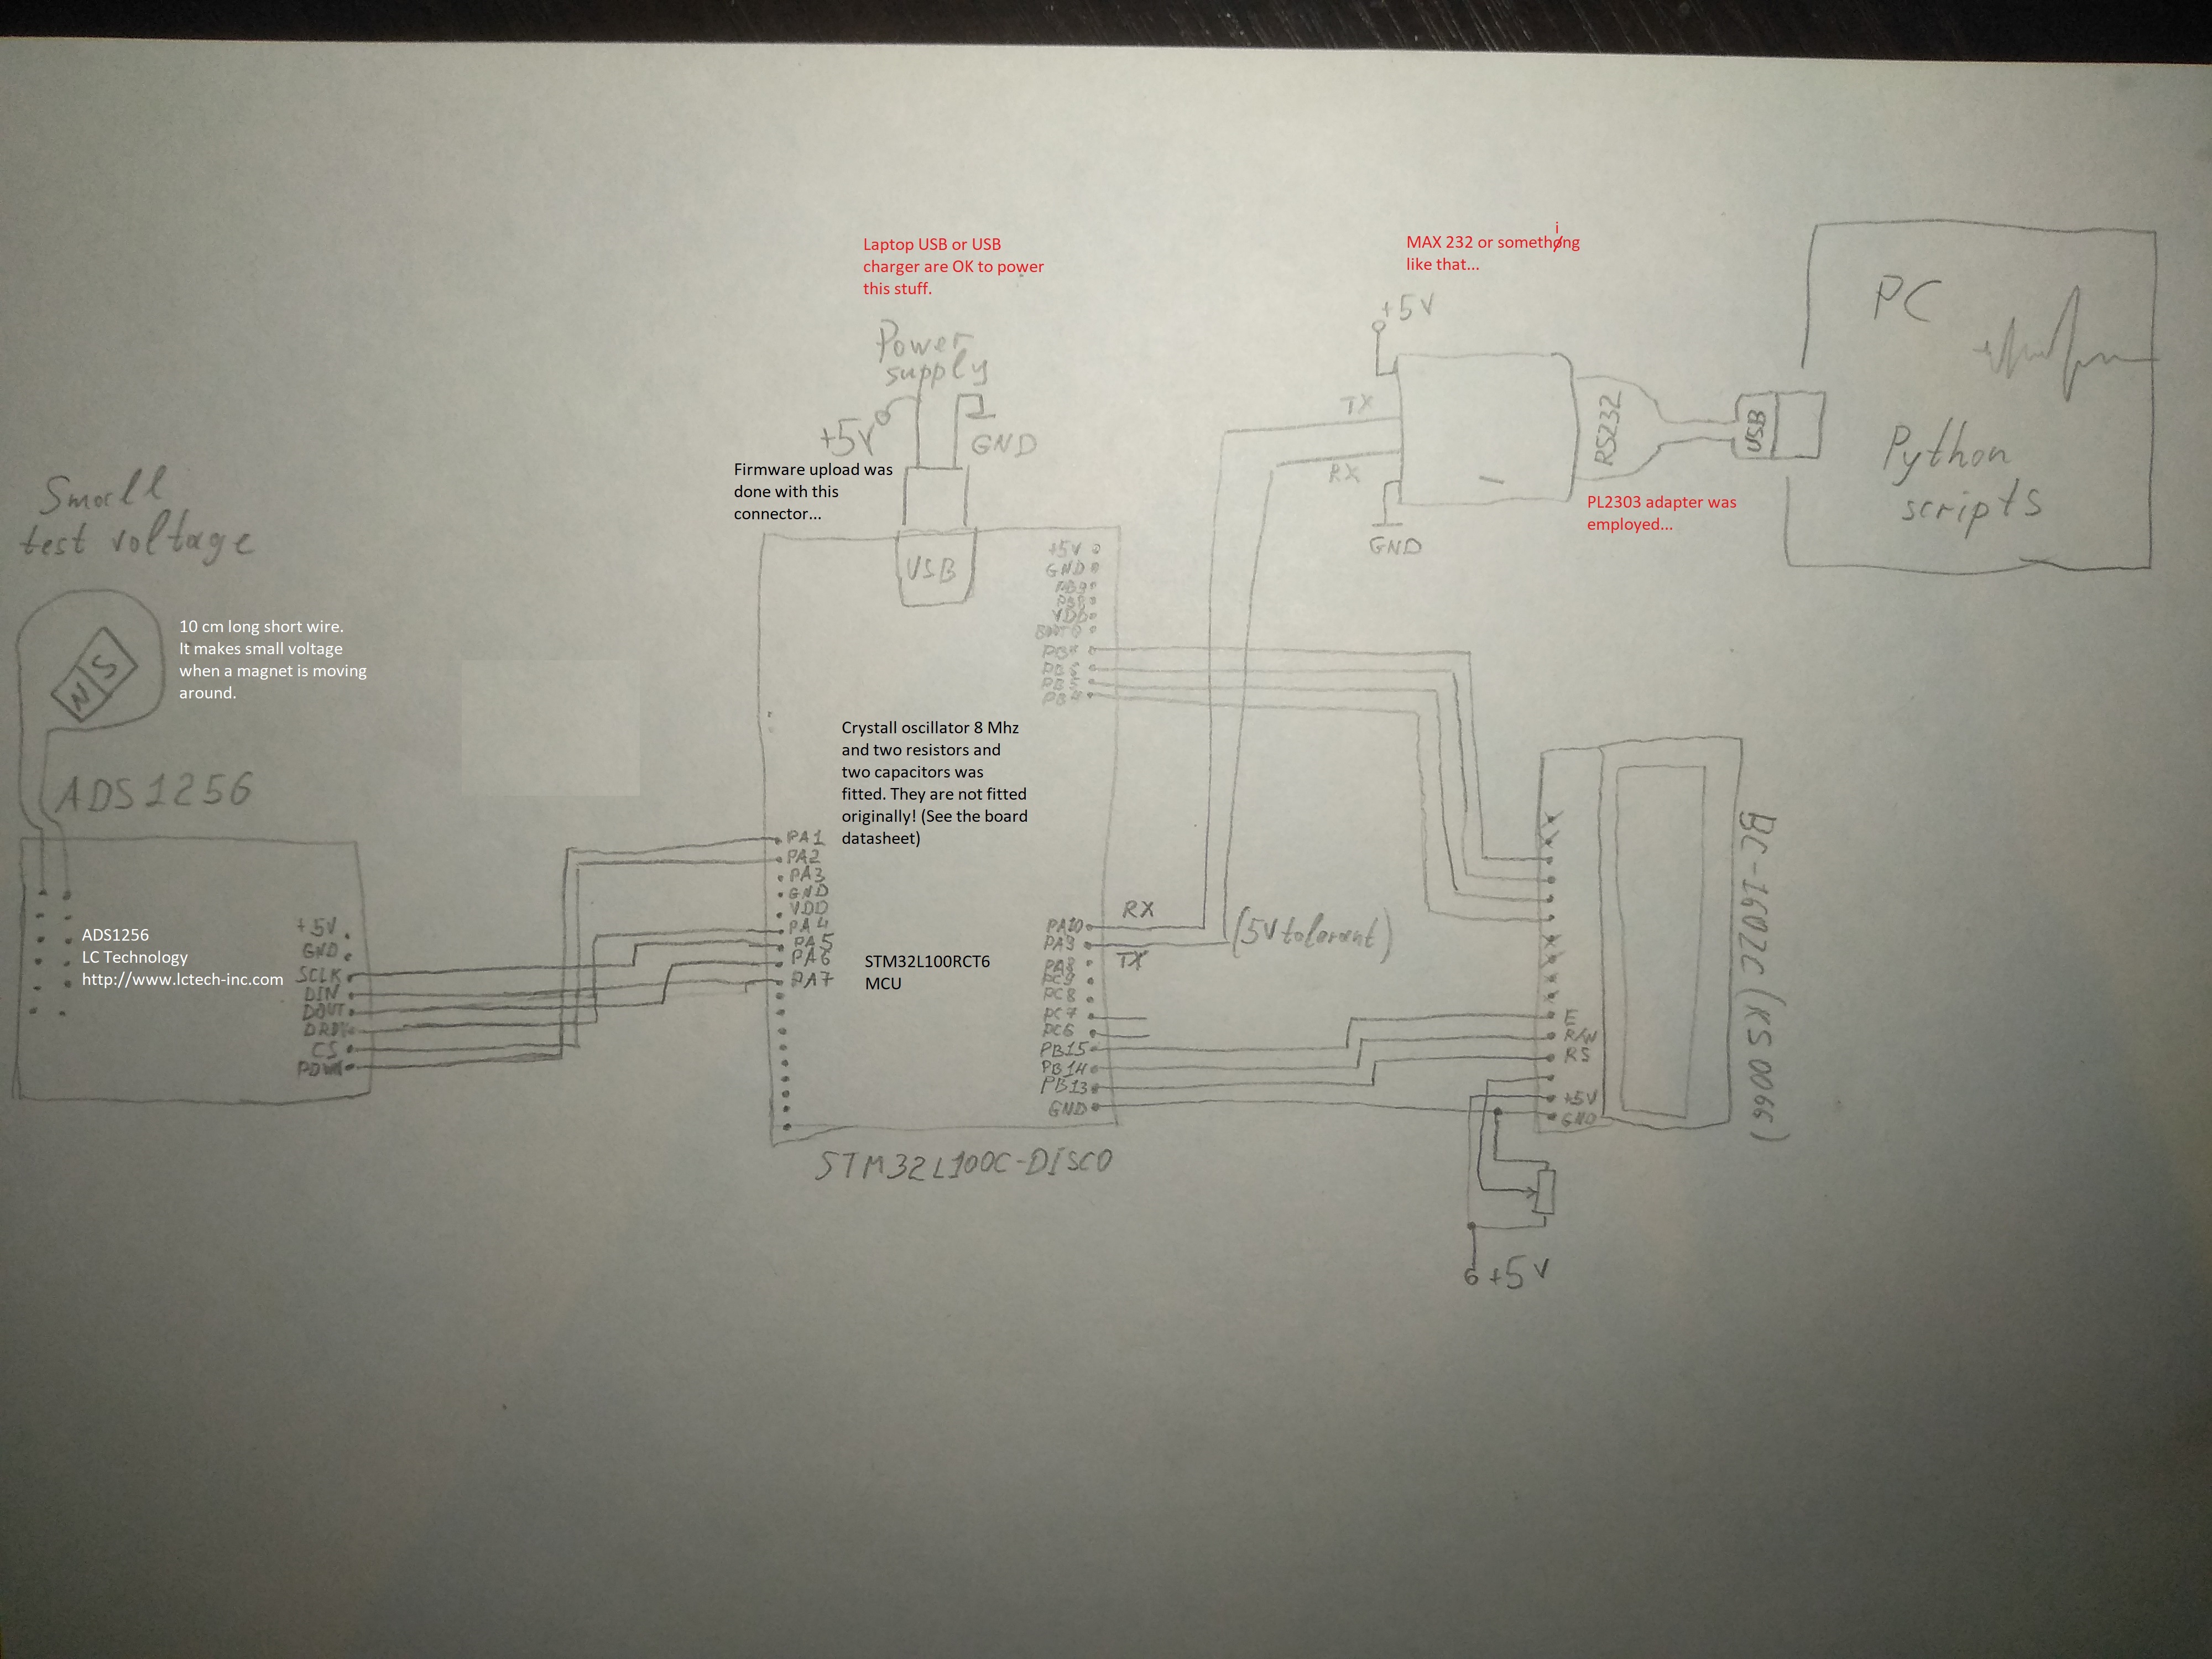 Laptop USB or USB
charger are OK to power
this stuff.
MAX 232 or somethong
i
like that...
PC
Python
scripts
+5V
TX
RX
GND
RS232
USB
PL2303 adapter was
employed...
Power
supply
+5V
GND
Firmware upload was
done with this
connector...
USB
Small
test voltage
10 cm long short wire.
It makes small voltage
when a magnet is moving
around.
N S
ADS1256
ADS1256
LC Technology
http://www.lctech-inc.com
+5V
GND
SCLK
DIN
DOUT
DRDY
CS
PDWN
Crystall oscillator 8 Mhz
and two resistors and
two capacitors was
fitted. They are not fitted
originally! (See the board
datasheet)
PA1
PA2
PA3
GND
VDD
PA4
PA5
PA6
PA7
STM32L100RCT6
MCU
+5V
GND
PB9
PB8
VDD
BOOT0
PB7
PB6
PB5
PB4
PA10
PA9
PA8
PC9
PC8
PC7
PC6
PB15
PB14
PB13
GND
RX
TX
(5V tolerant)
STM32L100C-DISCO
E
R/W
RS
+5V
GND
BC-1602C (KS0066)
+5V